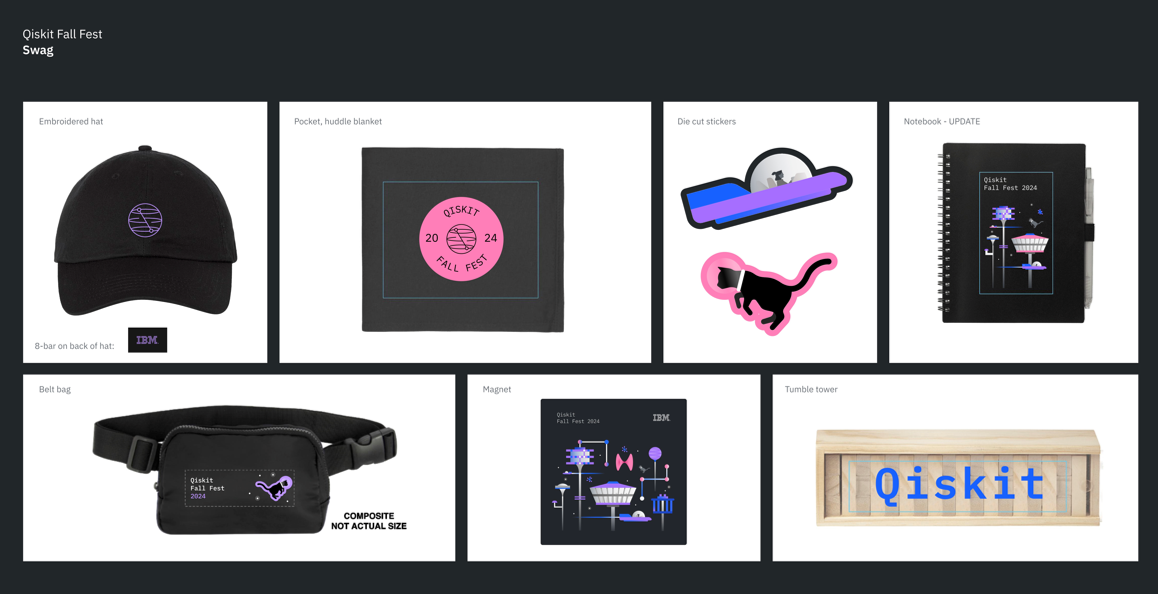 Qiskit Fall Fest
Swag
Embroidered hat
8-bar on back of hat:
IBM
Pocket, huddle blanket
QISKIT
20 24
FALL FEST
Die cut stickers
Notebook - UPDATE
Qiskit
Fall Fest 2024
Belt bag
Qiskit
Fall Fest
2024
COMPOSITE
NOT ACTUAL SIZE
Magnet
Qiskit
Fall Fest 2024
IBM
Tumble tower
Qiskit